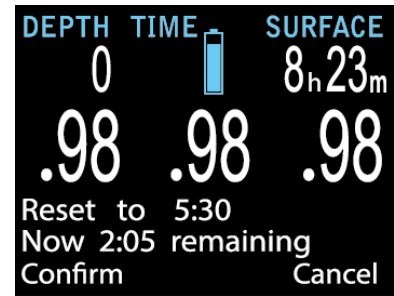 DEPTH TIME SURFACE
0 8h23m
.98 .98 .98
Reset to 5:30
Now 2:05 remaining
Confirm Cancel